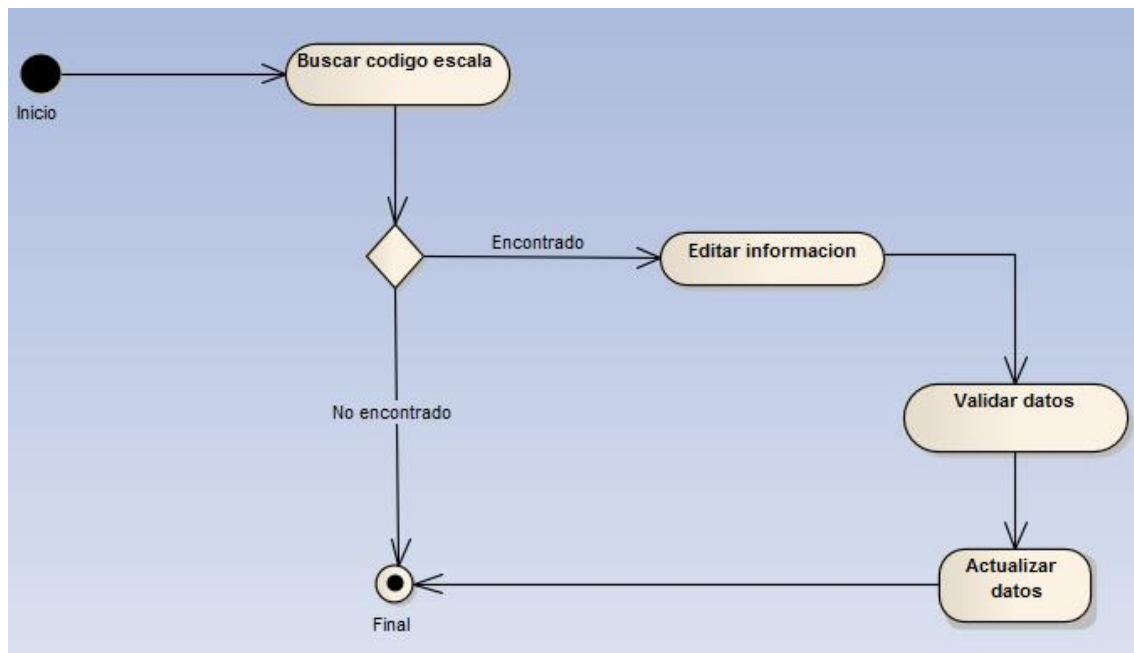 Buscar codigo escala
Inicio
Encontrado
Editar informacion
Validar datos
No encontrado
Actualizar
datos
Final